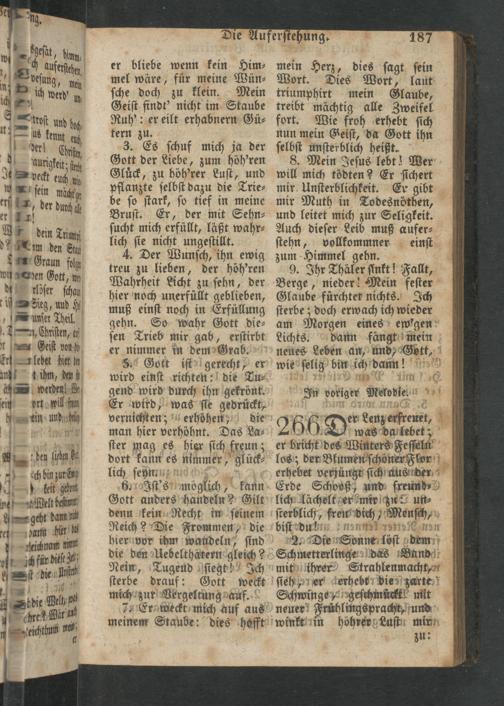 Die Auferstehung. 187
er bliebe wenn kein Him-
mel wäre, für meine Wün-
sche doch zu klein. Mein
Geist findt' nicht im Staube
Ruh': er eilt erhabnern Gü-
tern zu.
3. Es schuf mich ja der
Gott der Liebe, zum höh'ren
Glück, zu höh'rer Lust, und
pflanzte selbst dazu die Trie-
be so stark, so tief in meine
Brust. Er, der mit Sehn-
sucht mich erfüllt, läßt wahr-
lich sie nicht ungestillt.
4. Der Wunsch, ihn ewig
treu zu lieben, der höh'ren
Wahrheit Licht zu sehn, der
hier noch unerfüllt geblieben,
muß einst noch in Erfüllung
gehn. So wahr Gott die-
sen Trieb mir gab, erstirbt
er nimmer in dem Grab.
5. Gott ist gerecht, er
wird einst richten: die Tu-
gend wird durch ihn gekrönt.
Er wird, was sie gedrückt,
vernichten; erhöhen, die
man hier verhöhnt. Das La-
ster mag es hier sich freun;
dort kann es nimmer, glück-
lich seyn.
6. Ist's möglich, kann
Gott anders handeln? Gilt
denn kein Recht in seinem
Reich? Die Frommen, die
hier vor ihm wandeln, sind
die den Uebelthätern gleich?
Nein, Tugend siegt! Ich
sterbe drauf: Gott weckt
mich zur Vergeltung auf.
7. Er weckt mich auf aus
meinem Staube: dies hofft
mein Herz, dies sagt sein
Wort. Dies Wort, laut
triumphirt mein Glaube,
treibt mächtig alle Zweifel
fort. Wie froh erhebt sich
nun mein Geist, da Gott ihn
selbst unsterblich heißt.
8. Mein Jesus lebt! Wer
will mich tödten? Er sichert
mir Unsterblichkeit. Er gibt
mir Muth in Todesnöthen,
und leitet mich zur Seligkeit.
Auch dieser Leib muß aufer-
stehn, vollkommner einst
zum Himmel gehn.
9. Ihr Thäler sinkt! Fallt,
Berge, nieder! Mein fester
Glaube fürchtet nichts. Ich
sterbe; doch erwach ich wieder
am Morgen eines ew'gen
Lichts. dann fängt mein
neues Leben an, und, Gott,
wie selig bin ich dann!
In voriger Melodie.
266. Der Lenz erfreuet,
was da lebet;
er bricht des Winters Fesseln
los; der Blumen schöner Flor
erhebet verjüngt sich aus der
Erde Schooß, und freund-
lich lächelt er mir zu: un-
sterblich, freu dich, Mensch,
bist du!
2. Die Sonne löst dem
Schmetterlinge das Band
mit ihrer Strahlenmacht,
sieh, er erhebt die zarte
Schwinge, geschmückt mit
neuer Frühlingspracht, und
winkt in höhrer Lust mir
zu: